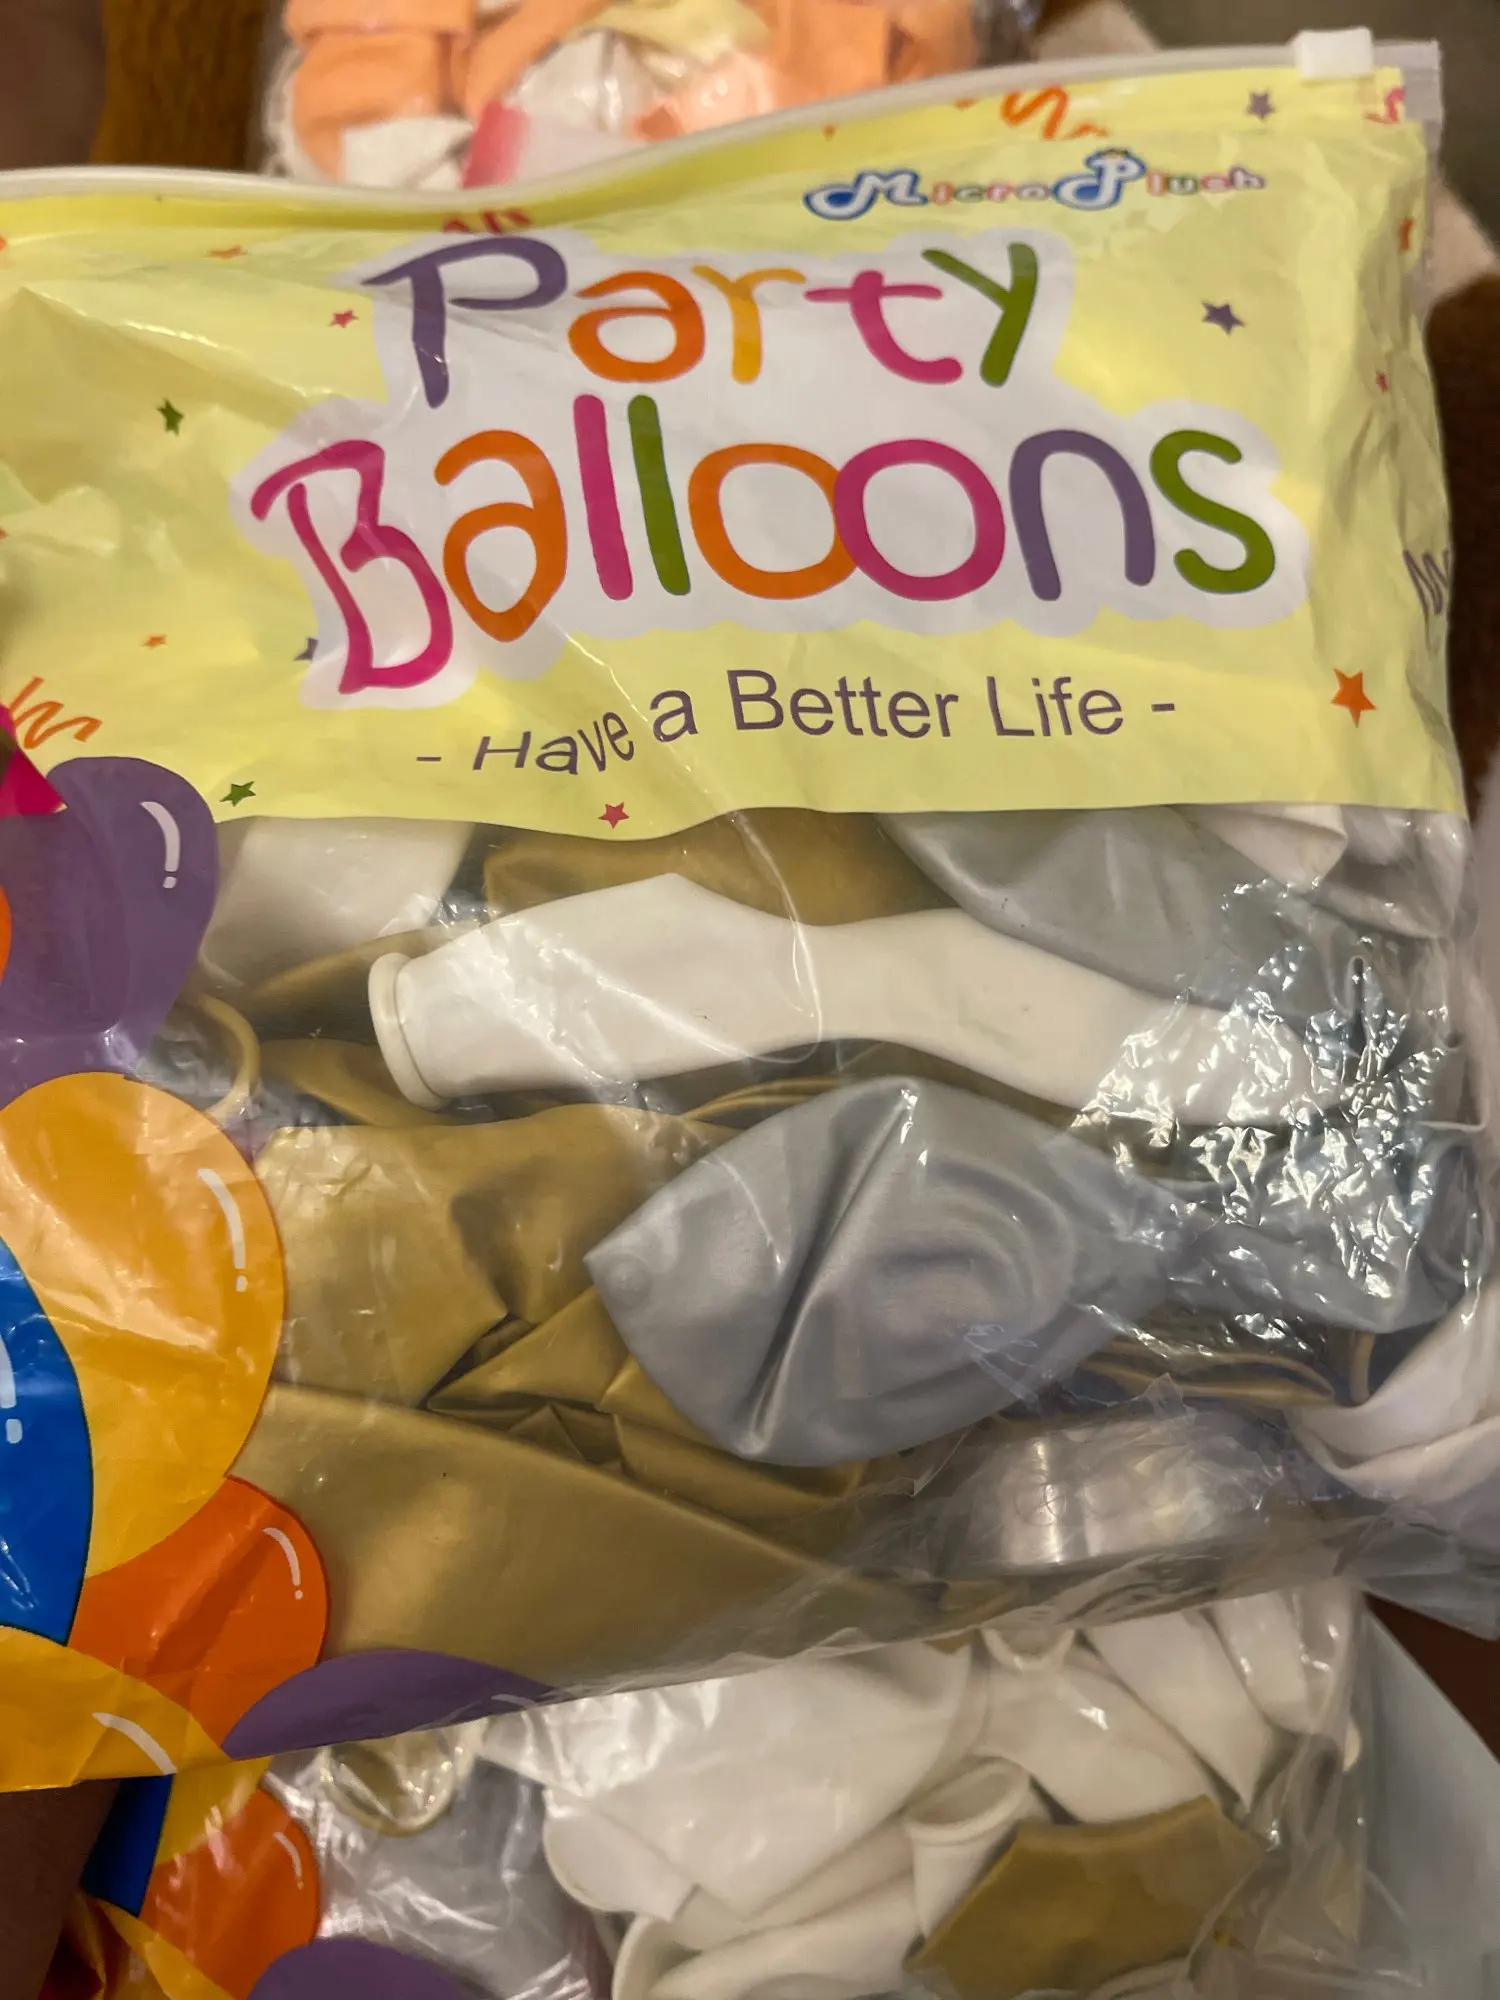 MicroPlush
Party
Balloons
- Have a Better Life -